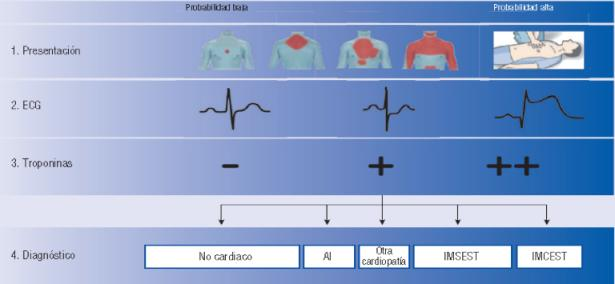 Probabilidad baja
Probabilidad alta
1. Presentación
2. ECG
3. Troponinas
−
+
++
4. Diagnóstico
No cardiaco
AI
Otra
cardiopatía
IMSEST
IMCEST